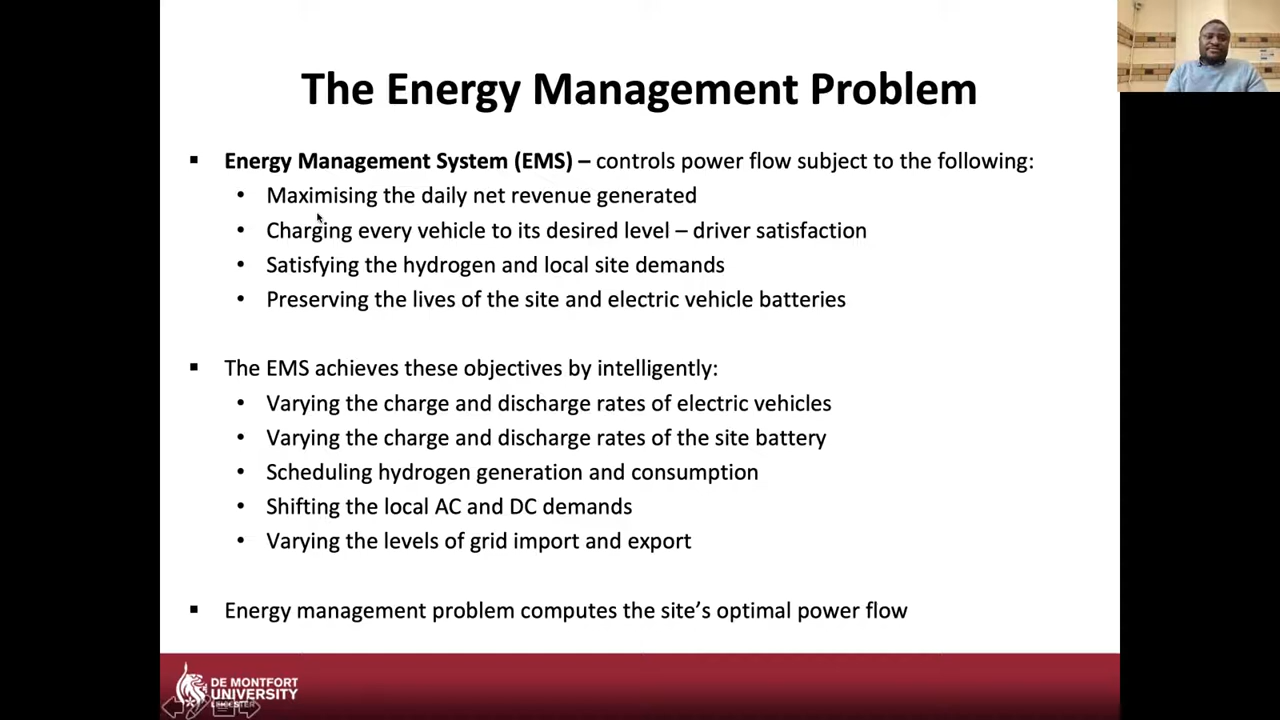 The Energy Management Problem
▪ Energy Management System (EMS) – controls power flow subject to the following:
• Maximising the daily net revenue generated
• Charging every vehicle to its desired level – driver satisfaction
• Satisfying the hydrogen and local site demands
• Preserving the lives of the site and electric vehicle batteries
▪ The EMS achieves these objectives by intelligently:
• Varying the charge and discharge rates of electric vehicles
• Varying the charge and discharge rates of the site battery
• Scheduling hydrogen generation and consumption
• Shifting the local AC and DC demands
• Varying the levels of grid import and export
▪ Energy management problem computes the site's optimal power flow
DE MONTFORT
UNIVERSITY
LEICESTER